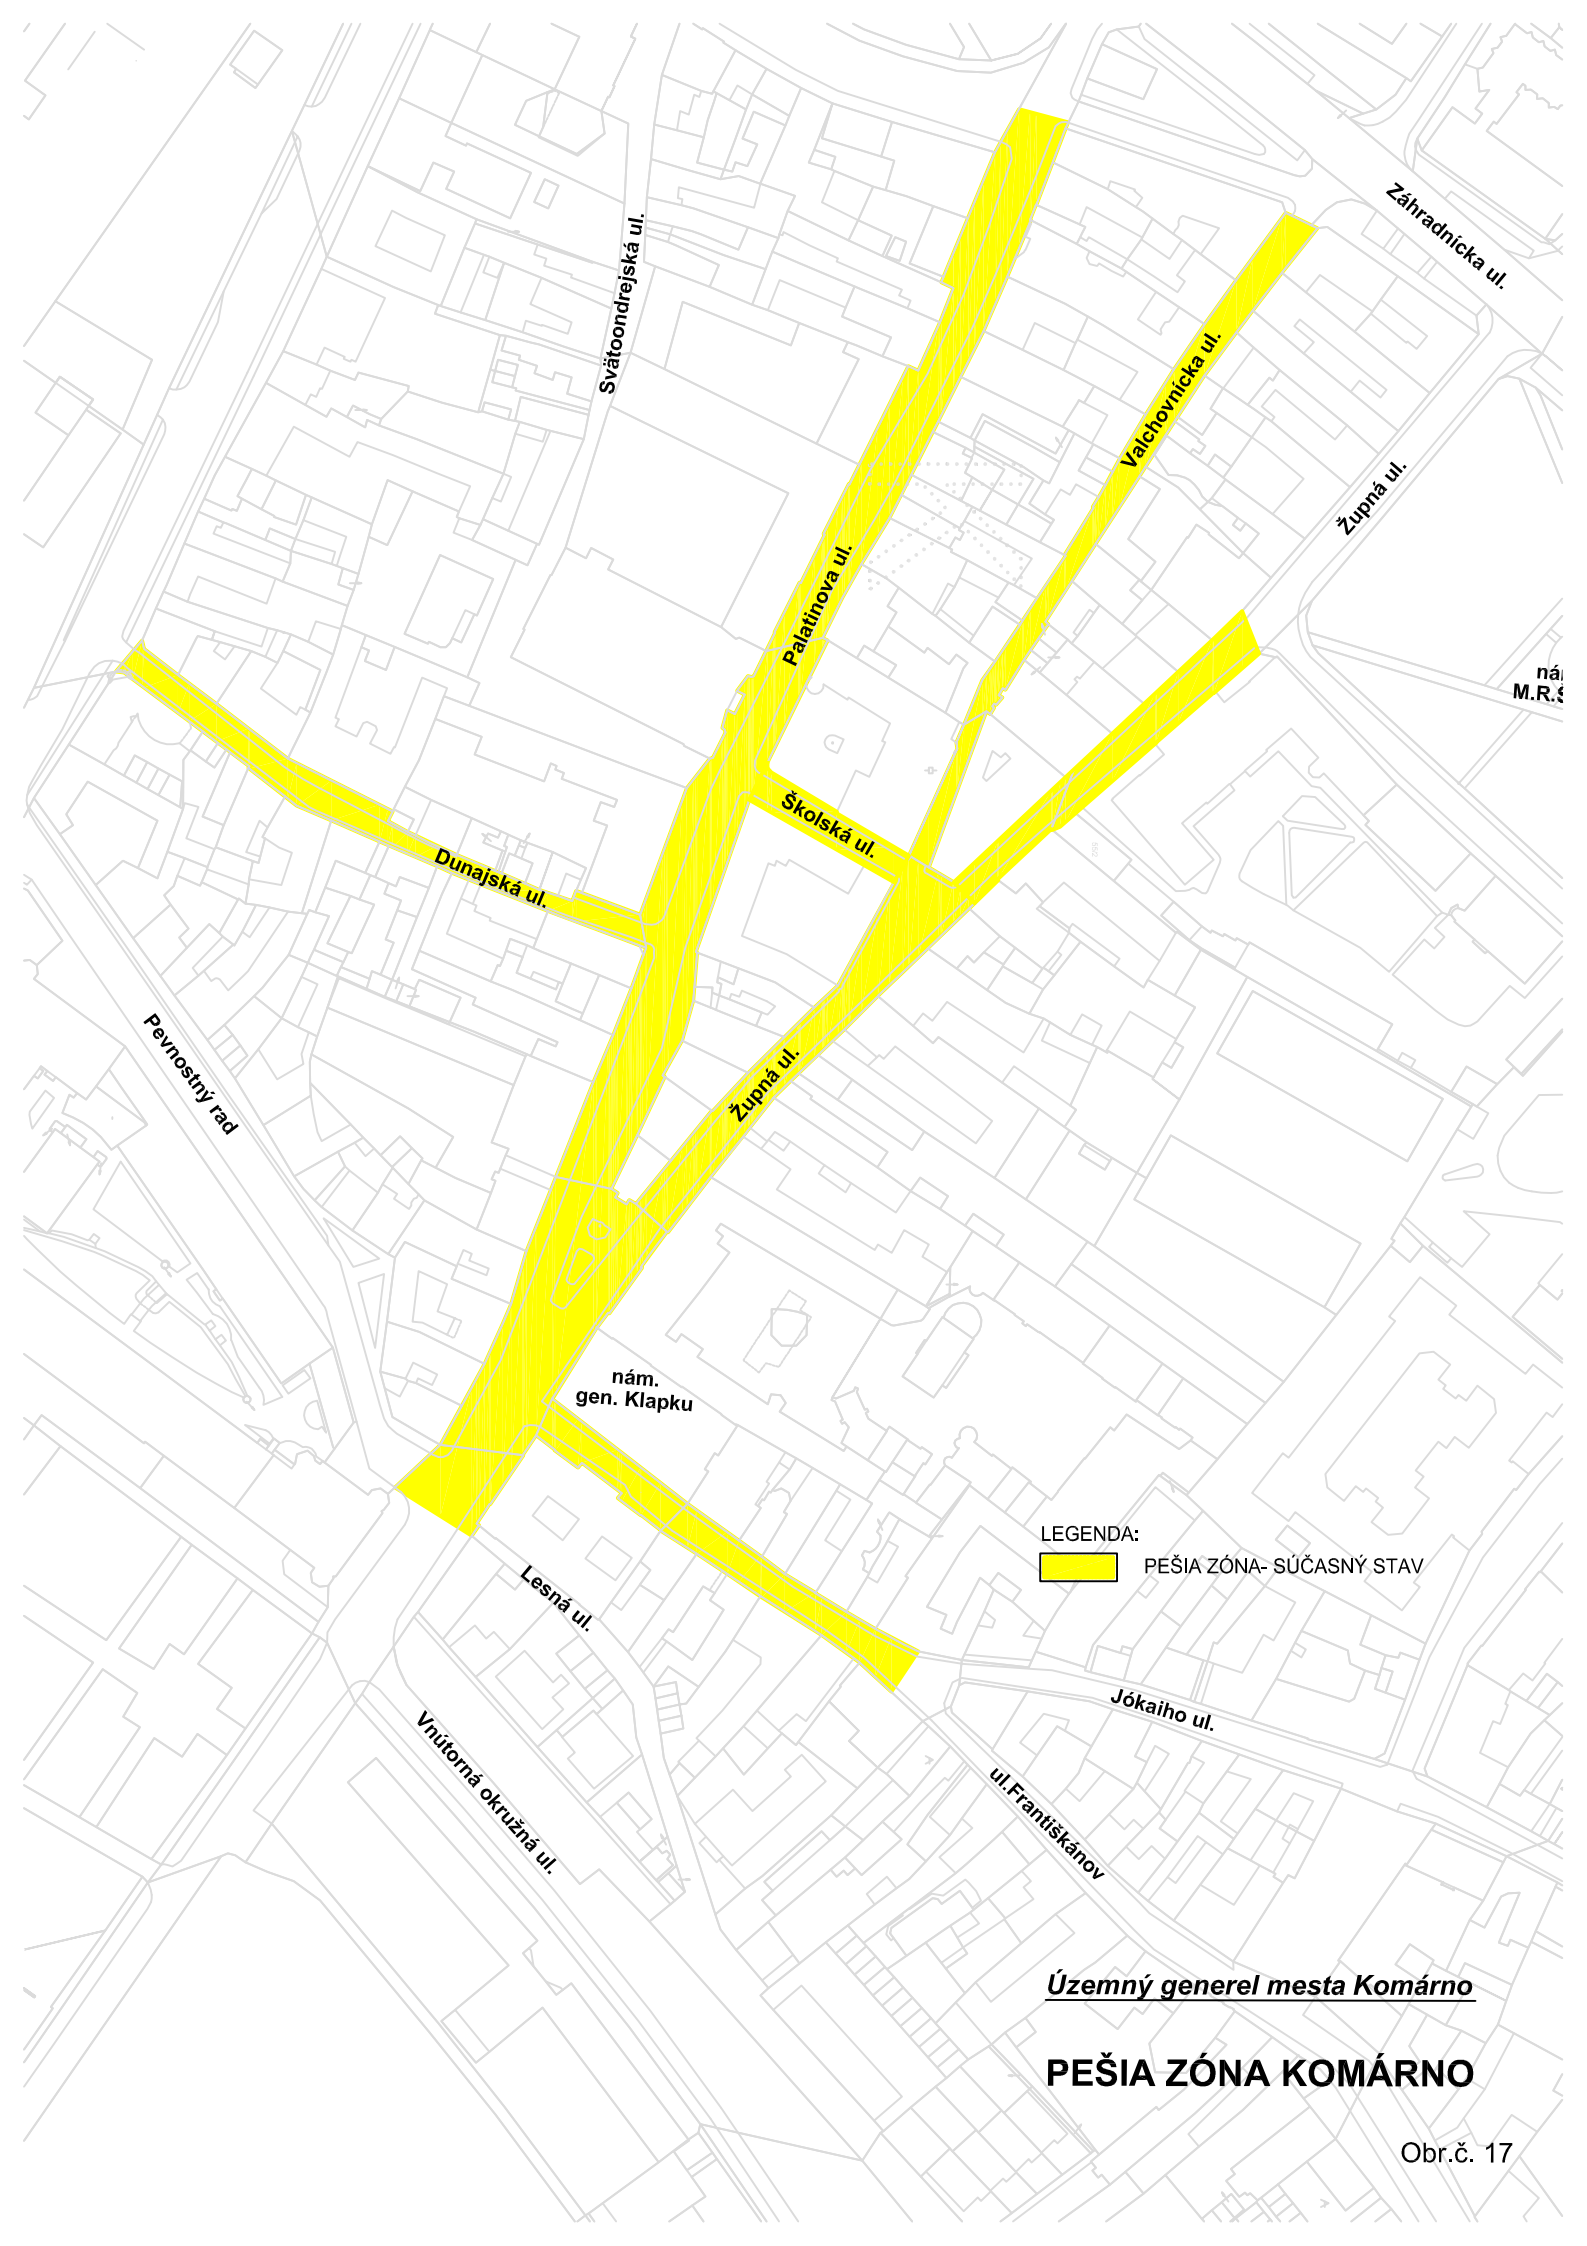 Záhradnícka ul.
Svätoondrejská ul.
Valchovnícka ul.
Župná ul.
Palatinova ul.
M.R.
Školská ul.
Dunajská ul.
Pevnostný rad
Župná ul.
nám.
gen. Klapku
LEGENDA:
PEŠIA ZÓNA- SÚČASNÝ STAV
Lesná ul.
Jókaiho ul.
Vnútorná okružná ul.
ul.Františkánov
Územný generel mesta Komárno
PEŠIA ZÓNA KOMÁRNO
Obr.č. 17